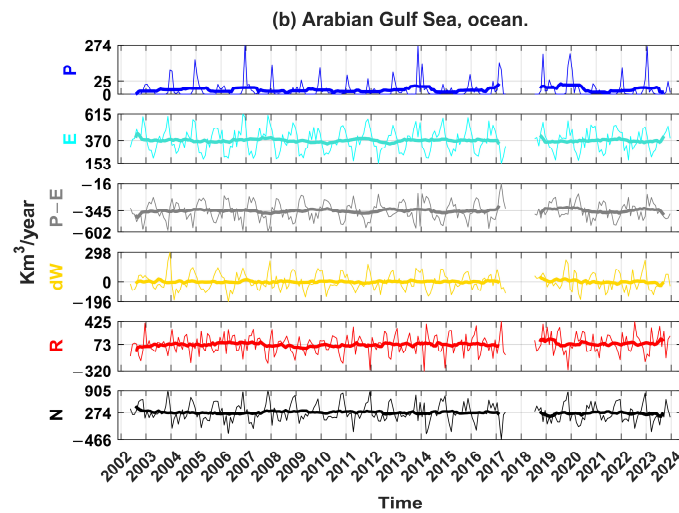 (b) Arabian Gulf Sea, ocean.
Km³/year
P
274
25
0
E
615
370
153
P−E
−16
−345
−602
dW
298
0
−196
R
425
73
−320
N
905
274
−466
2002 2003 2004 2005 2006 2007 2008 2009 2010 2011 2012 2013 2014 2015 2016 2017 2018 2019 2020 2021 2022 2023 2024
Time